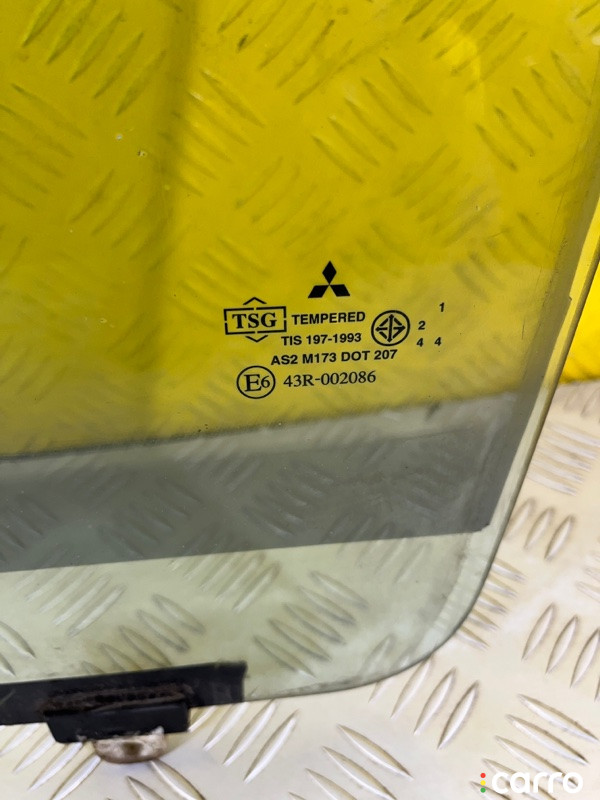 TSG TEMPERED
TIS 197-1993
AS2 M173 DOT 207
E6 43R-002086
1
2
4 4
carro